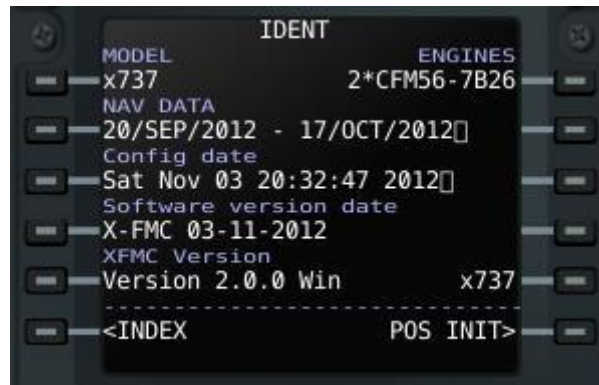 IDENT
MODEL ENGINES
x737 2*CFM56-7B26
NAV DATA
20/SEP/2012 - 17/OCT/2012▯
Config date
Sat Nov 03 20:32:47 2012▯
Software version date
X-FMC 03-11-2012
XFMC Version
Version 2.0.0 Win x737
--------------------------------
<INDEX POS INIT>